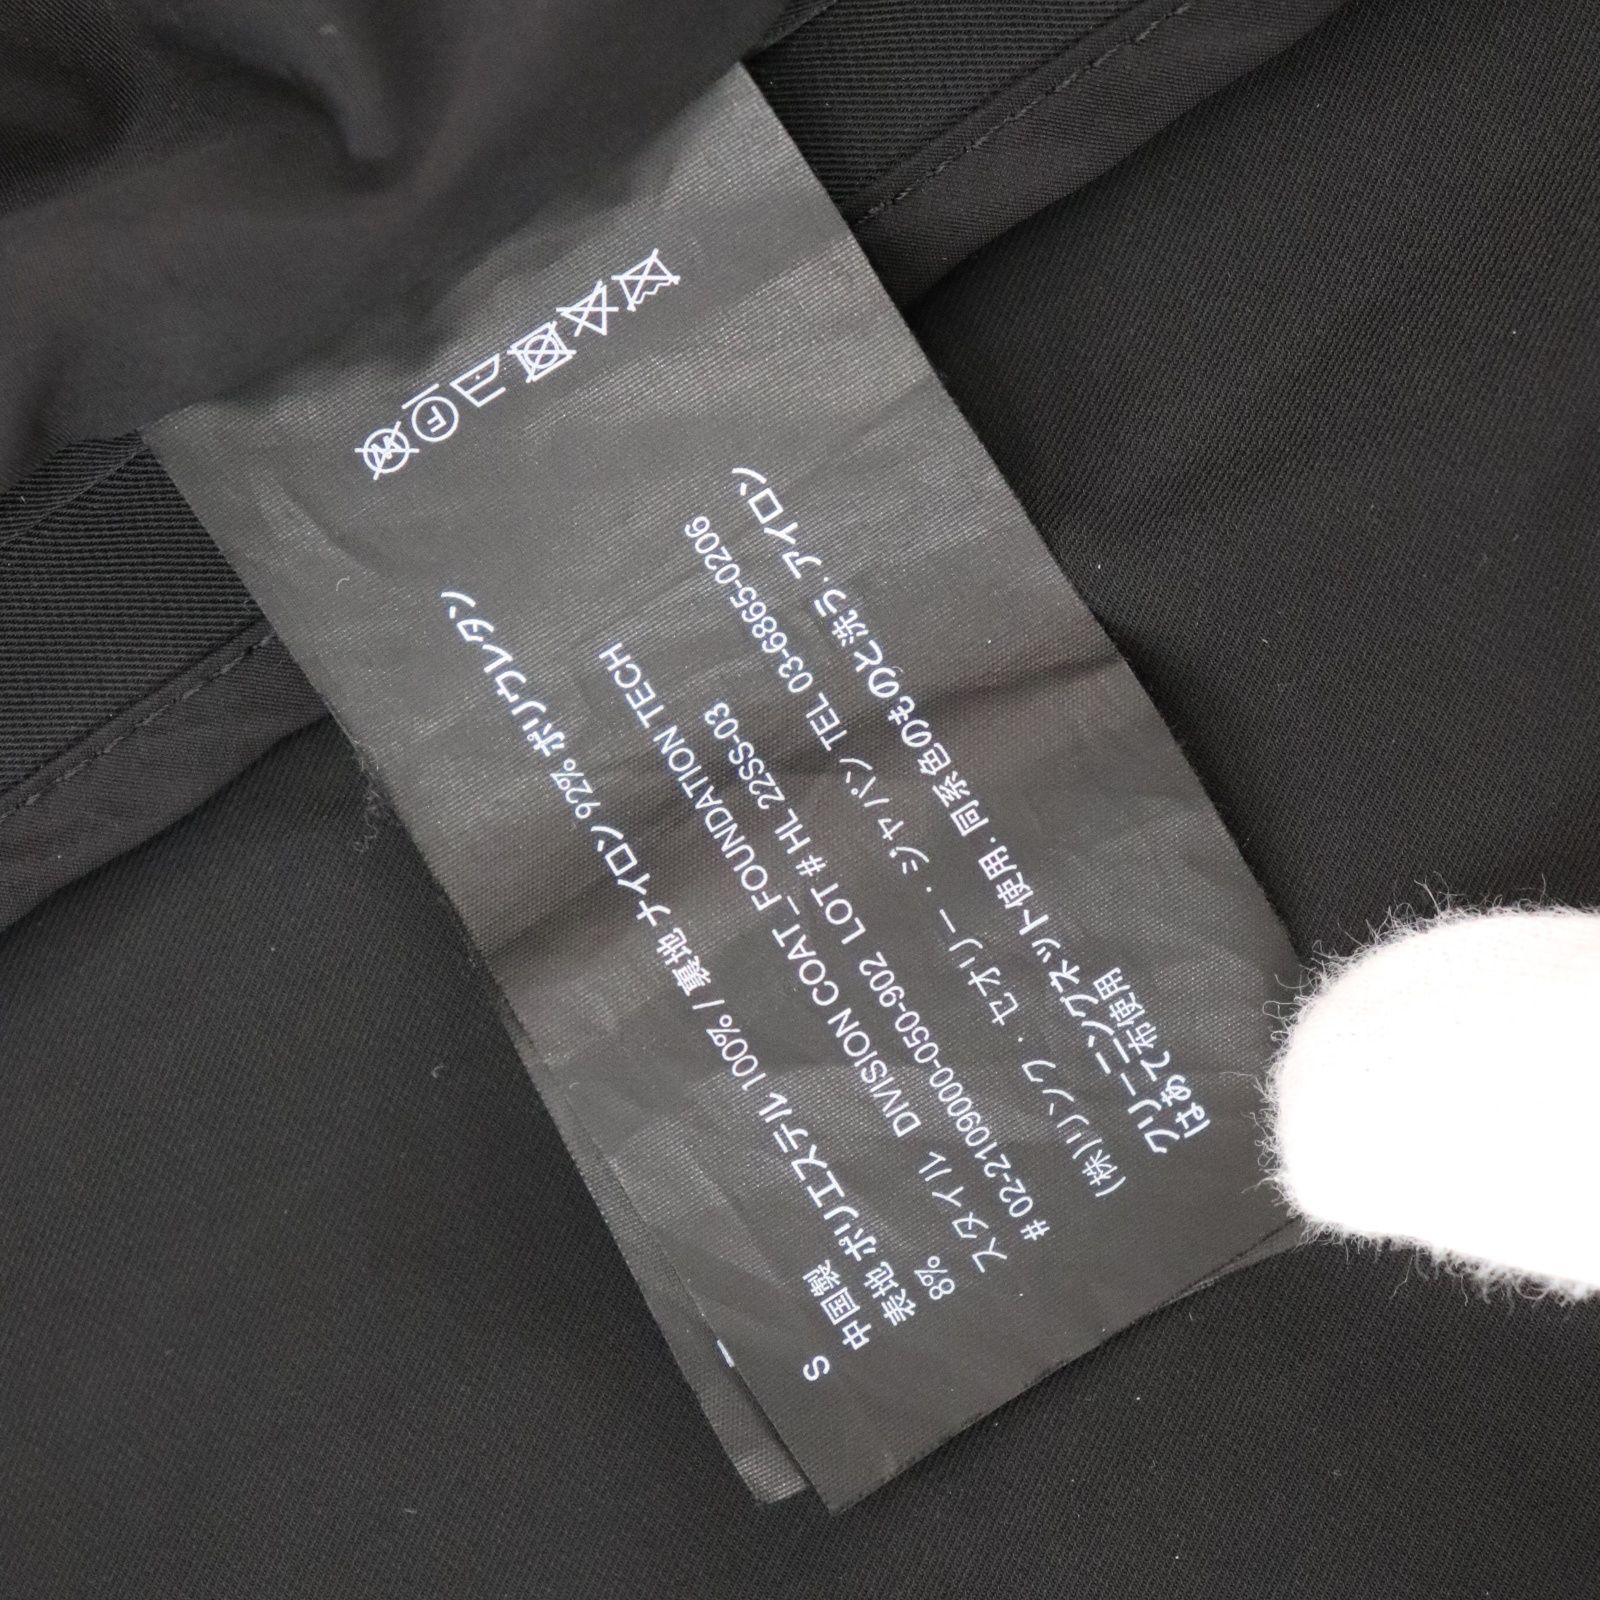 S
中国製
表地 ポリエステル 100% / 裏地 ナイロン 92% ポリウレタン
8%
スタイル DIVISION COAT_FOUNDATION TECH
# 02-2109000-050-902 LOT # HL 22SS-03
(株)リンク・セオリー・ジャパン TEL 03-6865-0206
クリーニングネット使用. 同系色のものと洗う. アイロン
はあて布使用
F
W